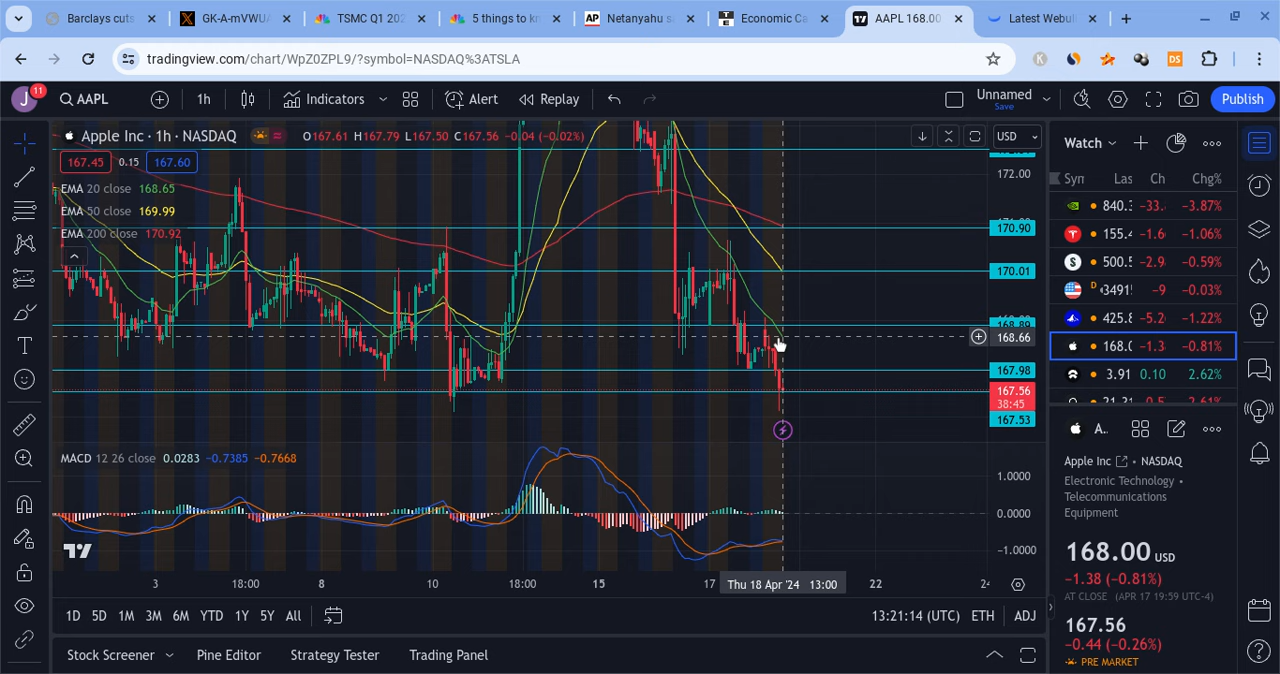 Barclays cuts
GK-A-mVWUA
TSMC Q1 202
5 things to kn
Netanyahu sa
Economic Ca
AAPL 168.00
Latest Webul
tradingview.com/chart/WpZ0ZPL9/?symbol=NASDAQ%3ATSLA
K
DS
J 11 AAPL 1h Indicators Alert Replay Unnamed Save Publish
Apple Inc · 1h · NASDAQ O167.61 H167.79 L167.50 C167.56 −0.04 (−0.02%) USD
167.45 0.15 167.60
EMA 20 close 168.65
EMA 50 close 169.99
EMA 200 close 170.92
172.00
170.90
170.01
168.89
168.66
167.98
167.56
38:45
167.53
MACD 12 26 close 0.0283 −0.7385 −0.7668
1.0000
0.0000
−1.0000
3 18:00 8 10 18:00 15 17 Thu 18 Apr '24 13:00 22 24
1D 5D 1M 3M 6M YTD 1Y 5Y All 13:21:14 (UTC) ETH ADJ
Stock Screener Pine Editor Strategy Tester Trading Panel
Watch
Syn Las Ch Chg%
840.3 −33. −3.87%
155.4 −1.6 −1.06%
500.5 −2.9 −0.59%
D 3491 −9 −0.03%
425.8 −5.2 −1.22%
168.0 −1.3 −0.81%
3.91 0.10 2.62%
A..
Apple Inc • NASDAQ
Electronic Technology •
Telecommunications
Equipment
168.00 USD
−1.38 (−0.81%)
AT CLOSE (APR 17 19:59 UTC-4)
167.56
−0.44 (−0.26%)
PRE MARKET